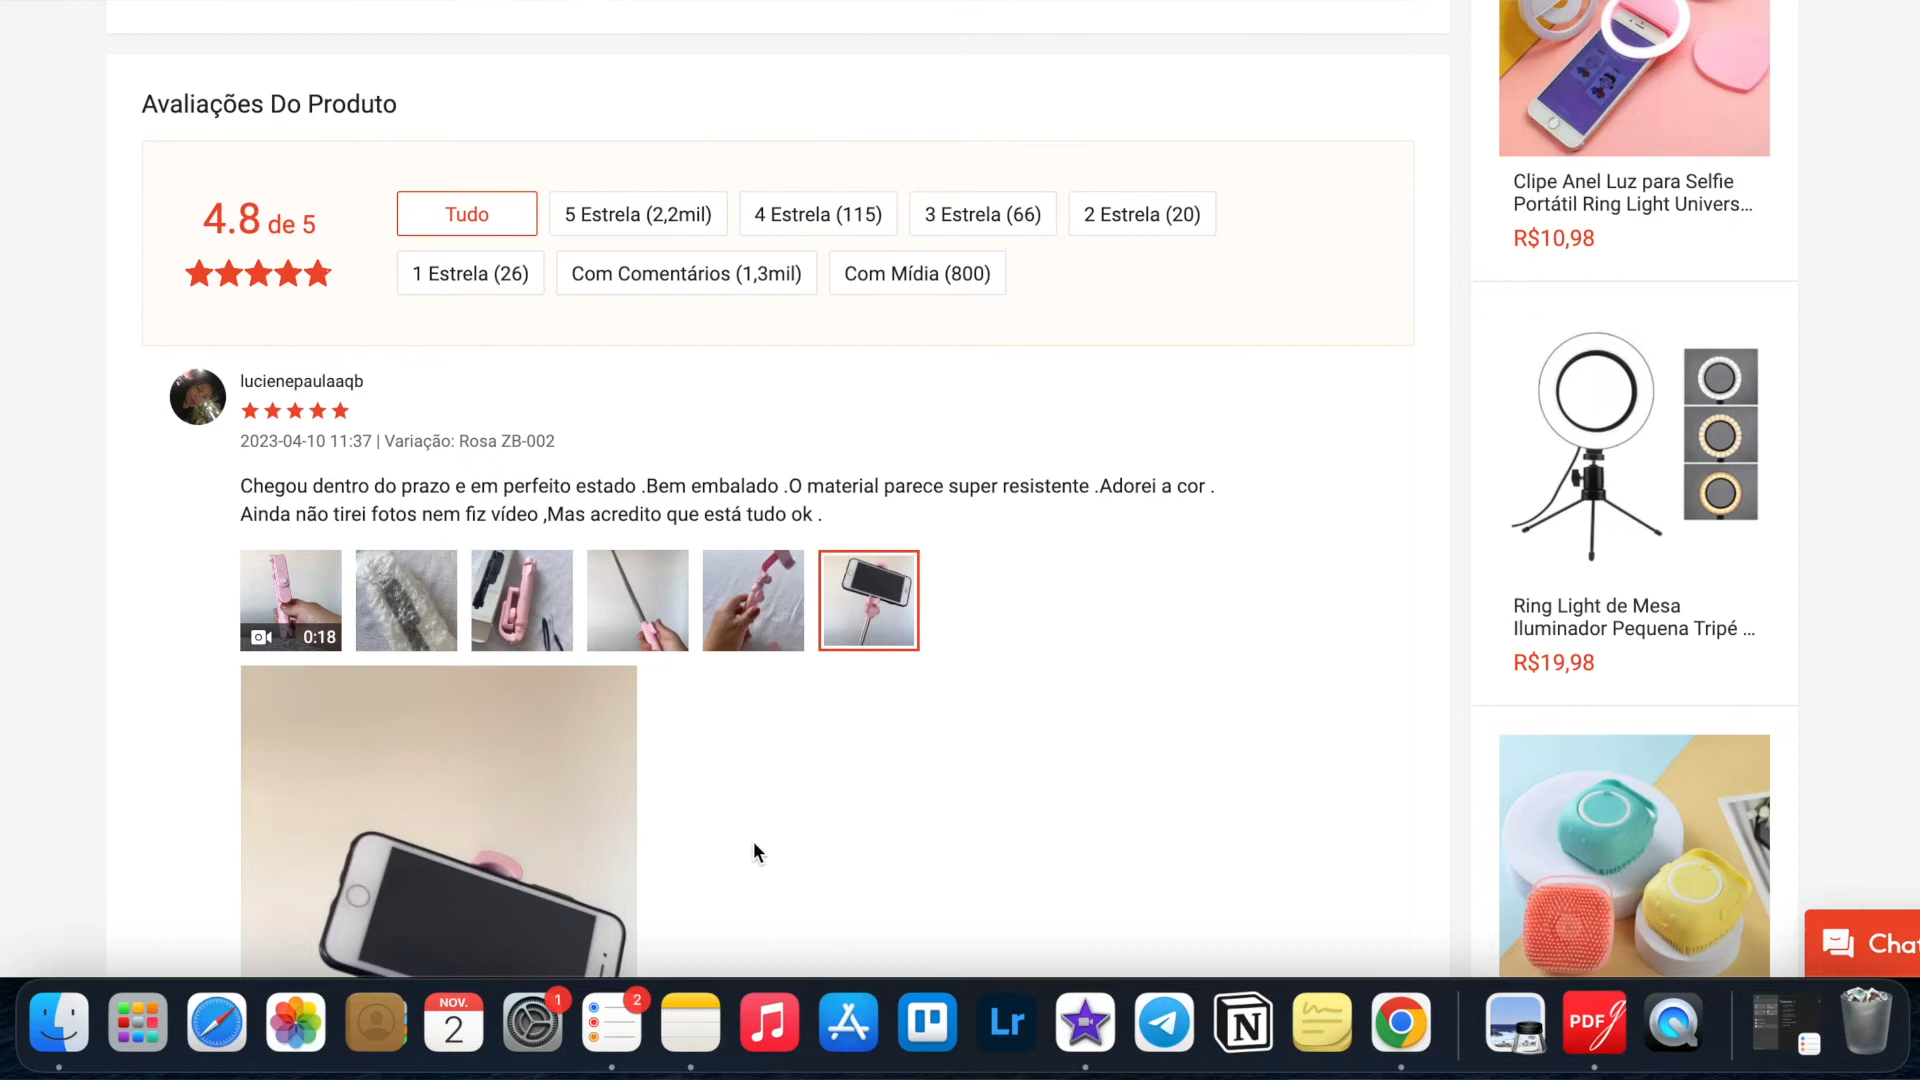 Avaliações Do Produto
4.8 de 5
Tudo
5 Estrela (2,2mil)
4 Estrela (115)
3 Estrela (66)
2 Estrela (20)
1 Estrela (26)
Com Comentários (1,3mil)
Com Mídia (800)
lucienepaulaaqb
2023-04-10 11:37 | Variação: Rosa ZB-002
Chegou dentro do prazo e em perfeito estado .Bem embalado .O material parece super resistente .Adorei a cor .
Ainda não tirei fotos nem fiz vídeo ,Mas acredito que está tudo ok .
0:18
Clipe Anel Luz para Selfie
Portátil Ring Light Univers...
R$10,98
Ring Light de Mesa
Iluminador Pequena Tripé ...
R$19,98
Chat
NOV.
2
1
2
Lr
PDF